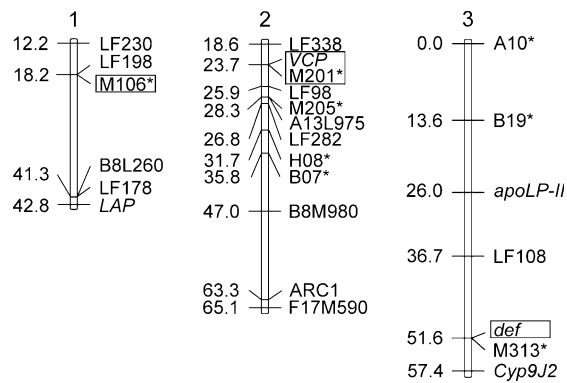 1
12.2 LF230
LF198
18.2 M106*
B8L260
41.3
LF178
42.8 LAP
2
18.6 LF338
VCP
23.7 M201*
25.9 LF98
28.3 M205*
A13L975
26.8 LF282
31.7 H08*
35.8 B07*
47.0 B8M980
63.3 ARC1
65.1 F17M590
3
0.0 A10*
13.6 B19*
26.0 apoLP-II
36.7 LF108
def
51.6
M313*
57.4 Cyp9J2